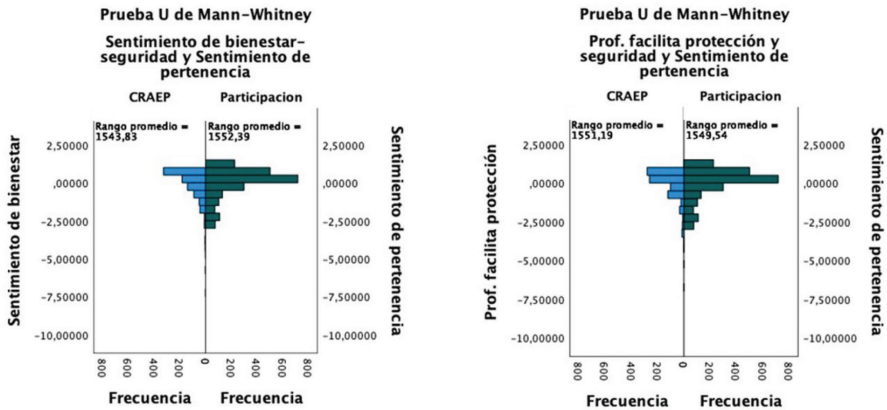 Prueba U de Mann-Whitney
Sentimiento de bienestar-
seguridad y Sentimiento de
pertenencia
CRAEP Participacion
Rango promedio =
1543,83
Rango promedio =
1552,39
Sentimiento de bienestar
2,50000
,00000
-2,50000
-5,00000
-7,50000
-10,00000
2,50000
,00000
-2,50000
-5,00000
-7,50000
-10,00000
Sentimiento de pertenencia
800 600 400 200 0 200 400 600 800
Frecuencia Frecuencia
Prueba U de Mann-Whitney
Prof. facilita protección y
seguridad y Sentimiento de
pertenencia
CRAEP Participacion
Rango promedio =
1551,19
Rango promedio =
1549,54
Prof. facilita protección
2,50000
,00000
-2,50000
-5,00000
-7,50000
-10,00000
2,50000
,00000
-2,50000
-5,00000
-7,50000
-10,00000
Sentimiento de pertenencia
800 600 400 200 0 200 400 600 800
Frecuencia Frecuencia